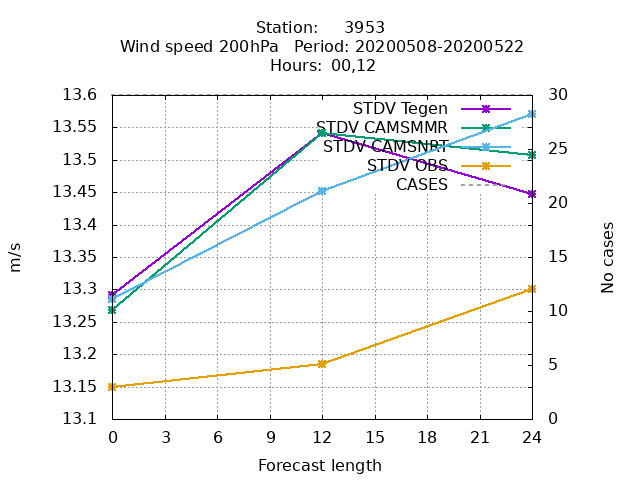 Station: 3953
Wind speed 200hPa Period: 20200508-20200522
Hours: 00,12
13.6
13.55
13.5
13.45
13.4
13.35
13.3
13.25
13.2
13.15
13.1
m/s
STDV Tegen
STDV CAMSMMR
STDV CAMSNRT
STDV OBS
CASES
30
25
20
15
10
5
0
No cases
0 3 6 9 12 15 18 21 24
Forecast length